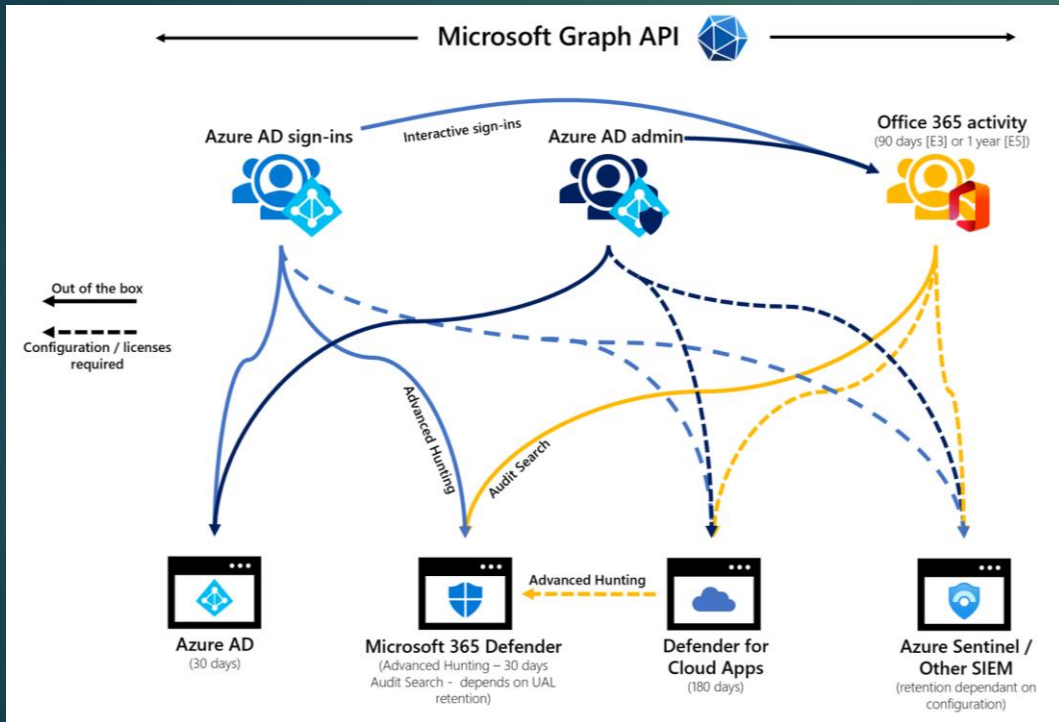 Microsoft Graph API
Interactive sign-ins
Azure AD sign-ins
Azure AD admin
Office 365 activity
(90 days [E3] or 1 year [E5])
Out of the box
Configuration / licenses
required
Advanced Hunting
Audit Search
Advanced Hunting
Azure AD
(30 days)
Microsoft 365 Defender
(Advanced Hunting – 30 days
Audit Search - depends on UAL
retention)
Defender for
Cloud Apps
(180 days)
Azure Sentinel /
Other SIEM
(retention dependant on
configuration)